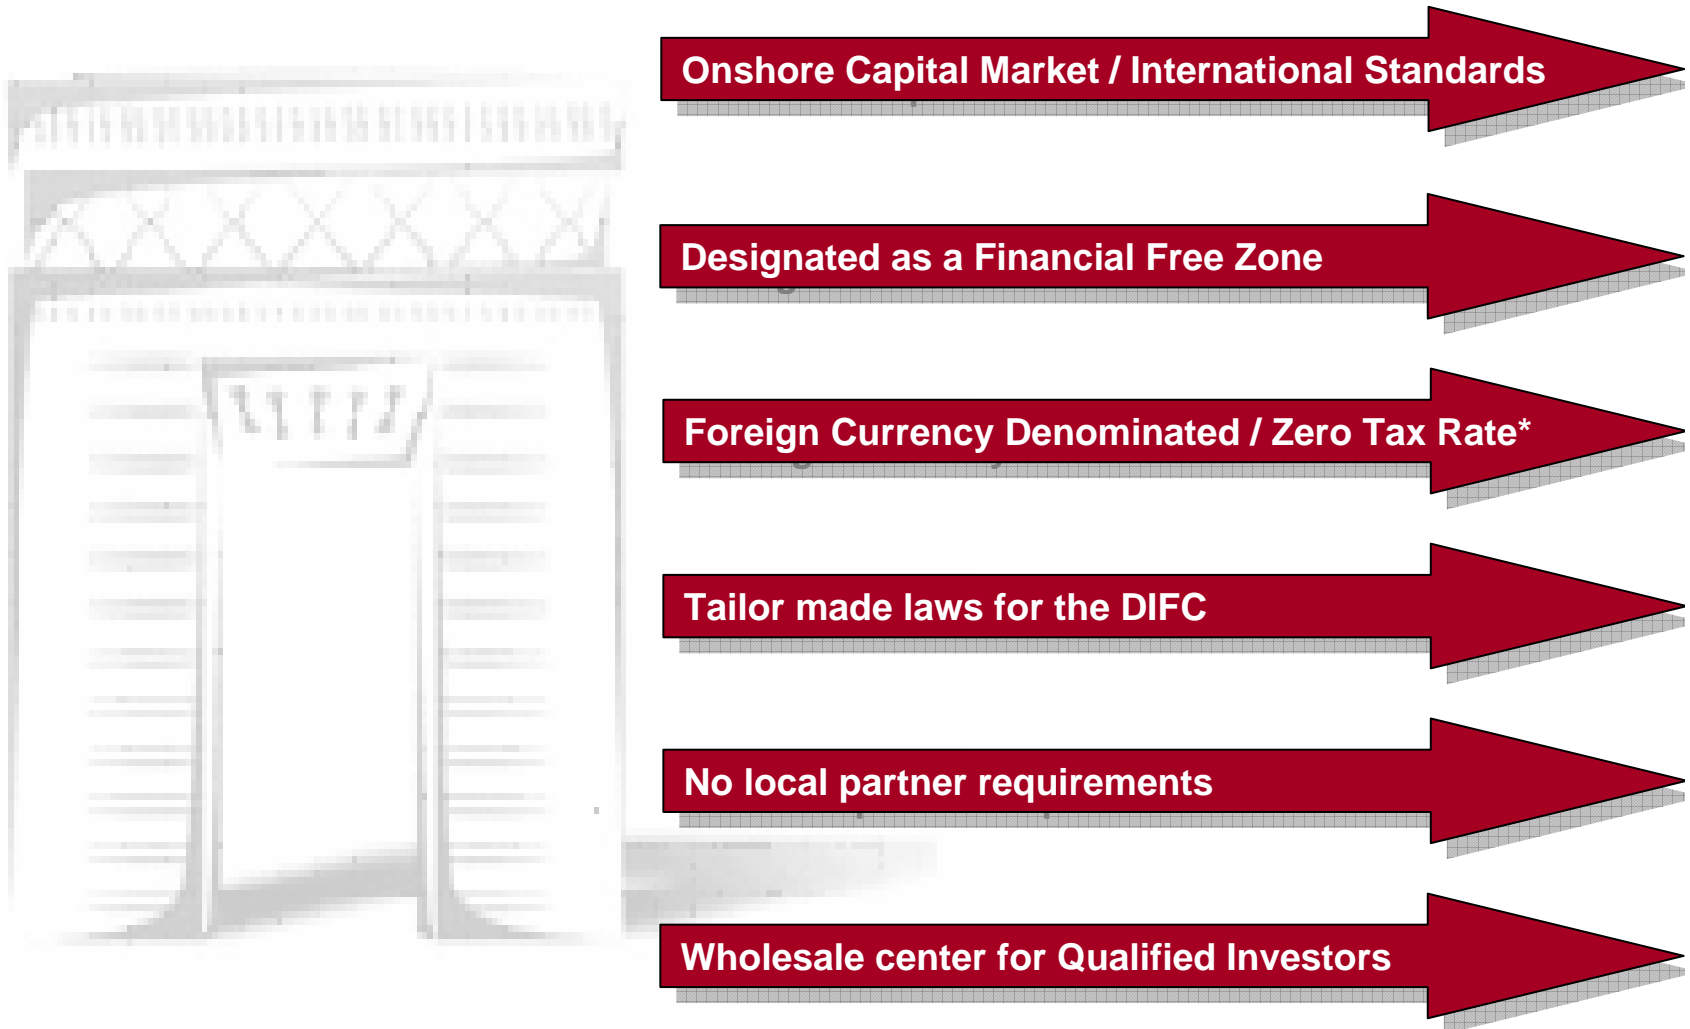 Onshore Capital Market / International Standards
Designated as a Financial Free Zone
Foreign Currency Denominated / Zero Tax Rate*
Tailor made laws for the DIFC
No local partner requirements
Wholesale center for Qualified Investors